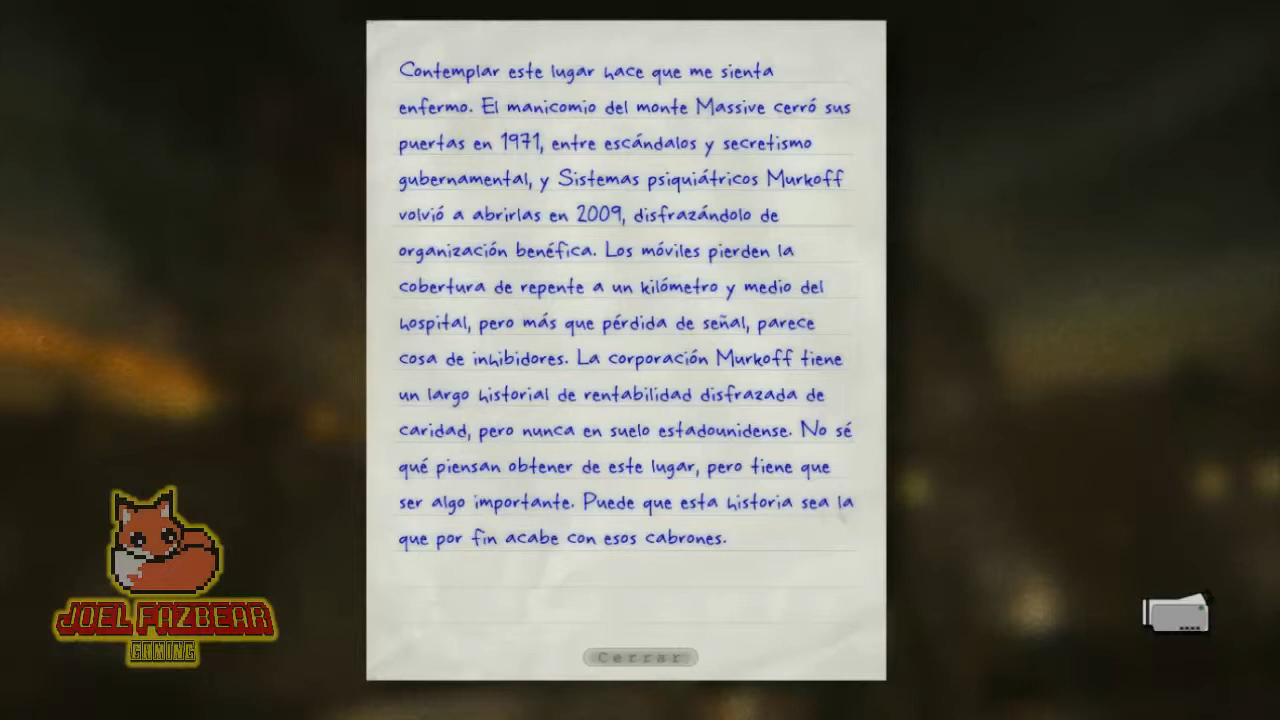 Contemplar este lugar hace que me sienta
enfermo. El manicomio del monte Massive cerró sus
puertas en 1971, entre escándalos y secretismo
gubernamental, y Sistemas psiquiátricos Murkoff
volvió a abrirlas en 2009, disfrazándolo de
organización benéfica. Los móviles pierden la
cobertura de repente a un kilómetro y medio del
hospital, pero más que pérdida de señal, parece
cosa de inhibidores. La corporación Murkoff tiene
un largo historial de rentabilidad disfrazada de
caridad, pero nunca en suelo estadounidense. No sé
qué piensan obtener de este lugar, pero tiene que
ser algo importante. Puede que esta historia sea la
que por fin acabe con esos cabrones.
JOEL FAZBEAR
GAMING
Cerrar